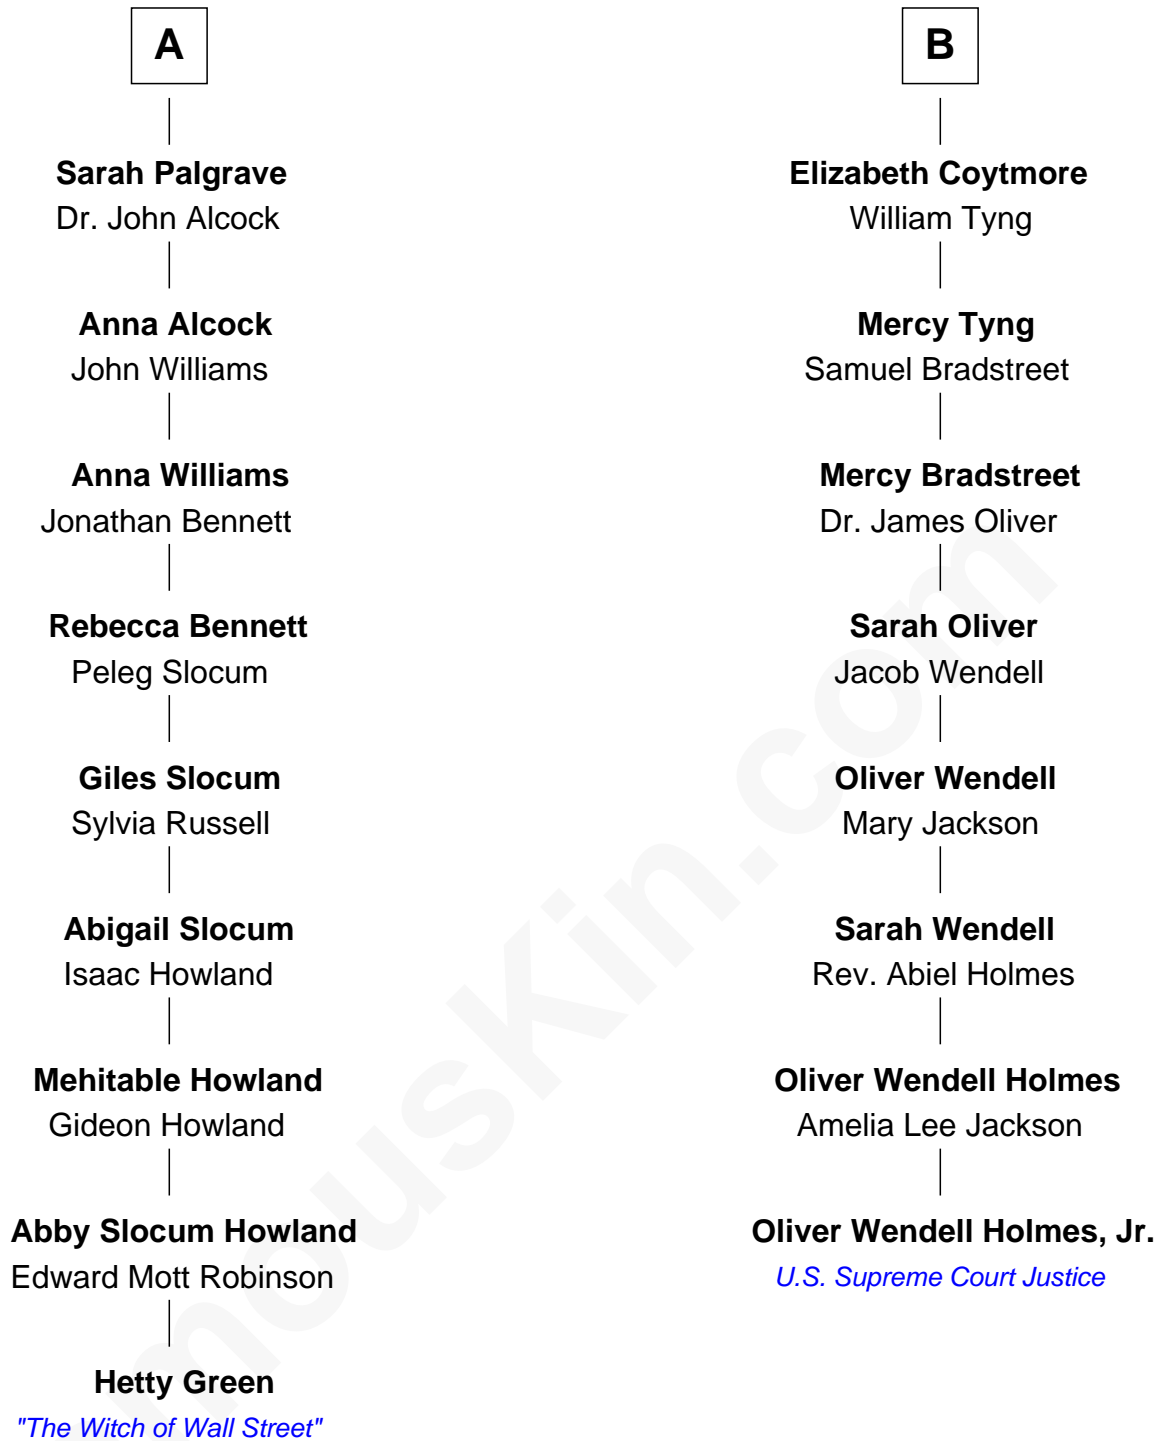 A
Sarah Palgrave
Dr. John Alcock
Anna Alcock
John Williams
Anna Williams
Jonathan Bennett
Rebecca Bennett
Peleg Slocum
Giles Slocum
Sylvia Russell
Abigail Slocum
Isaac Howland
Mehitable Howland
Gideon Howland
Abby Slocum Howland
Edward Mott Robinson
Hetty Green
"The Witch of Wall Street"
B
Elizabeth Coytmore
William Tyng
Mercy Tyng
Samuel Bradstreet
Mercy Bradstreet
Dr. James Oliver
Sarah Oliver
Jacob Wendell
Oliver Wendell
Mary Jackson
Sarah Wendell
Rev. Abiel Holmes
Oliver Wendell Holmes
Amelia Lee Jackson
Oliver Wendell Holmes, Jr.
U.S. Supreme Court Justice
mousKin.com